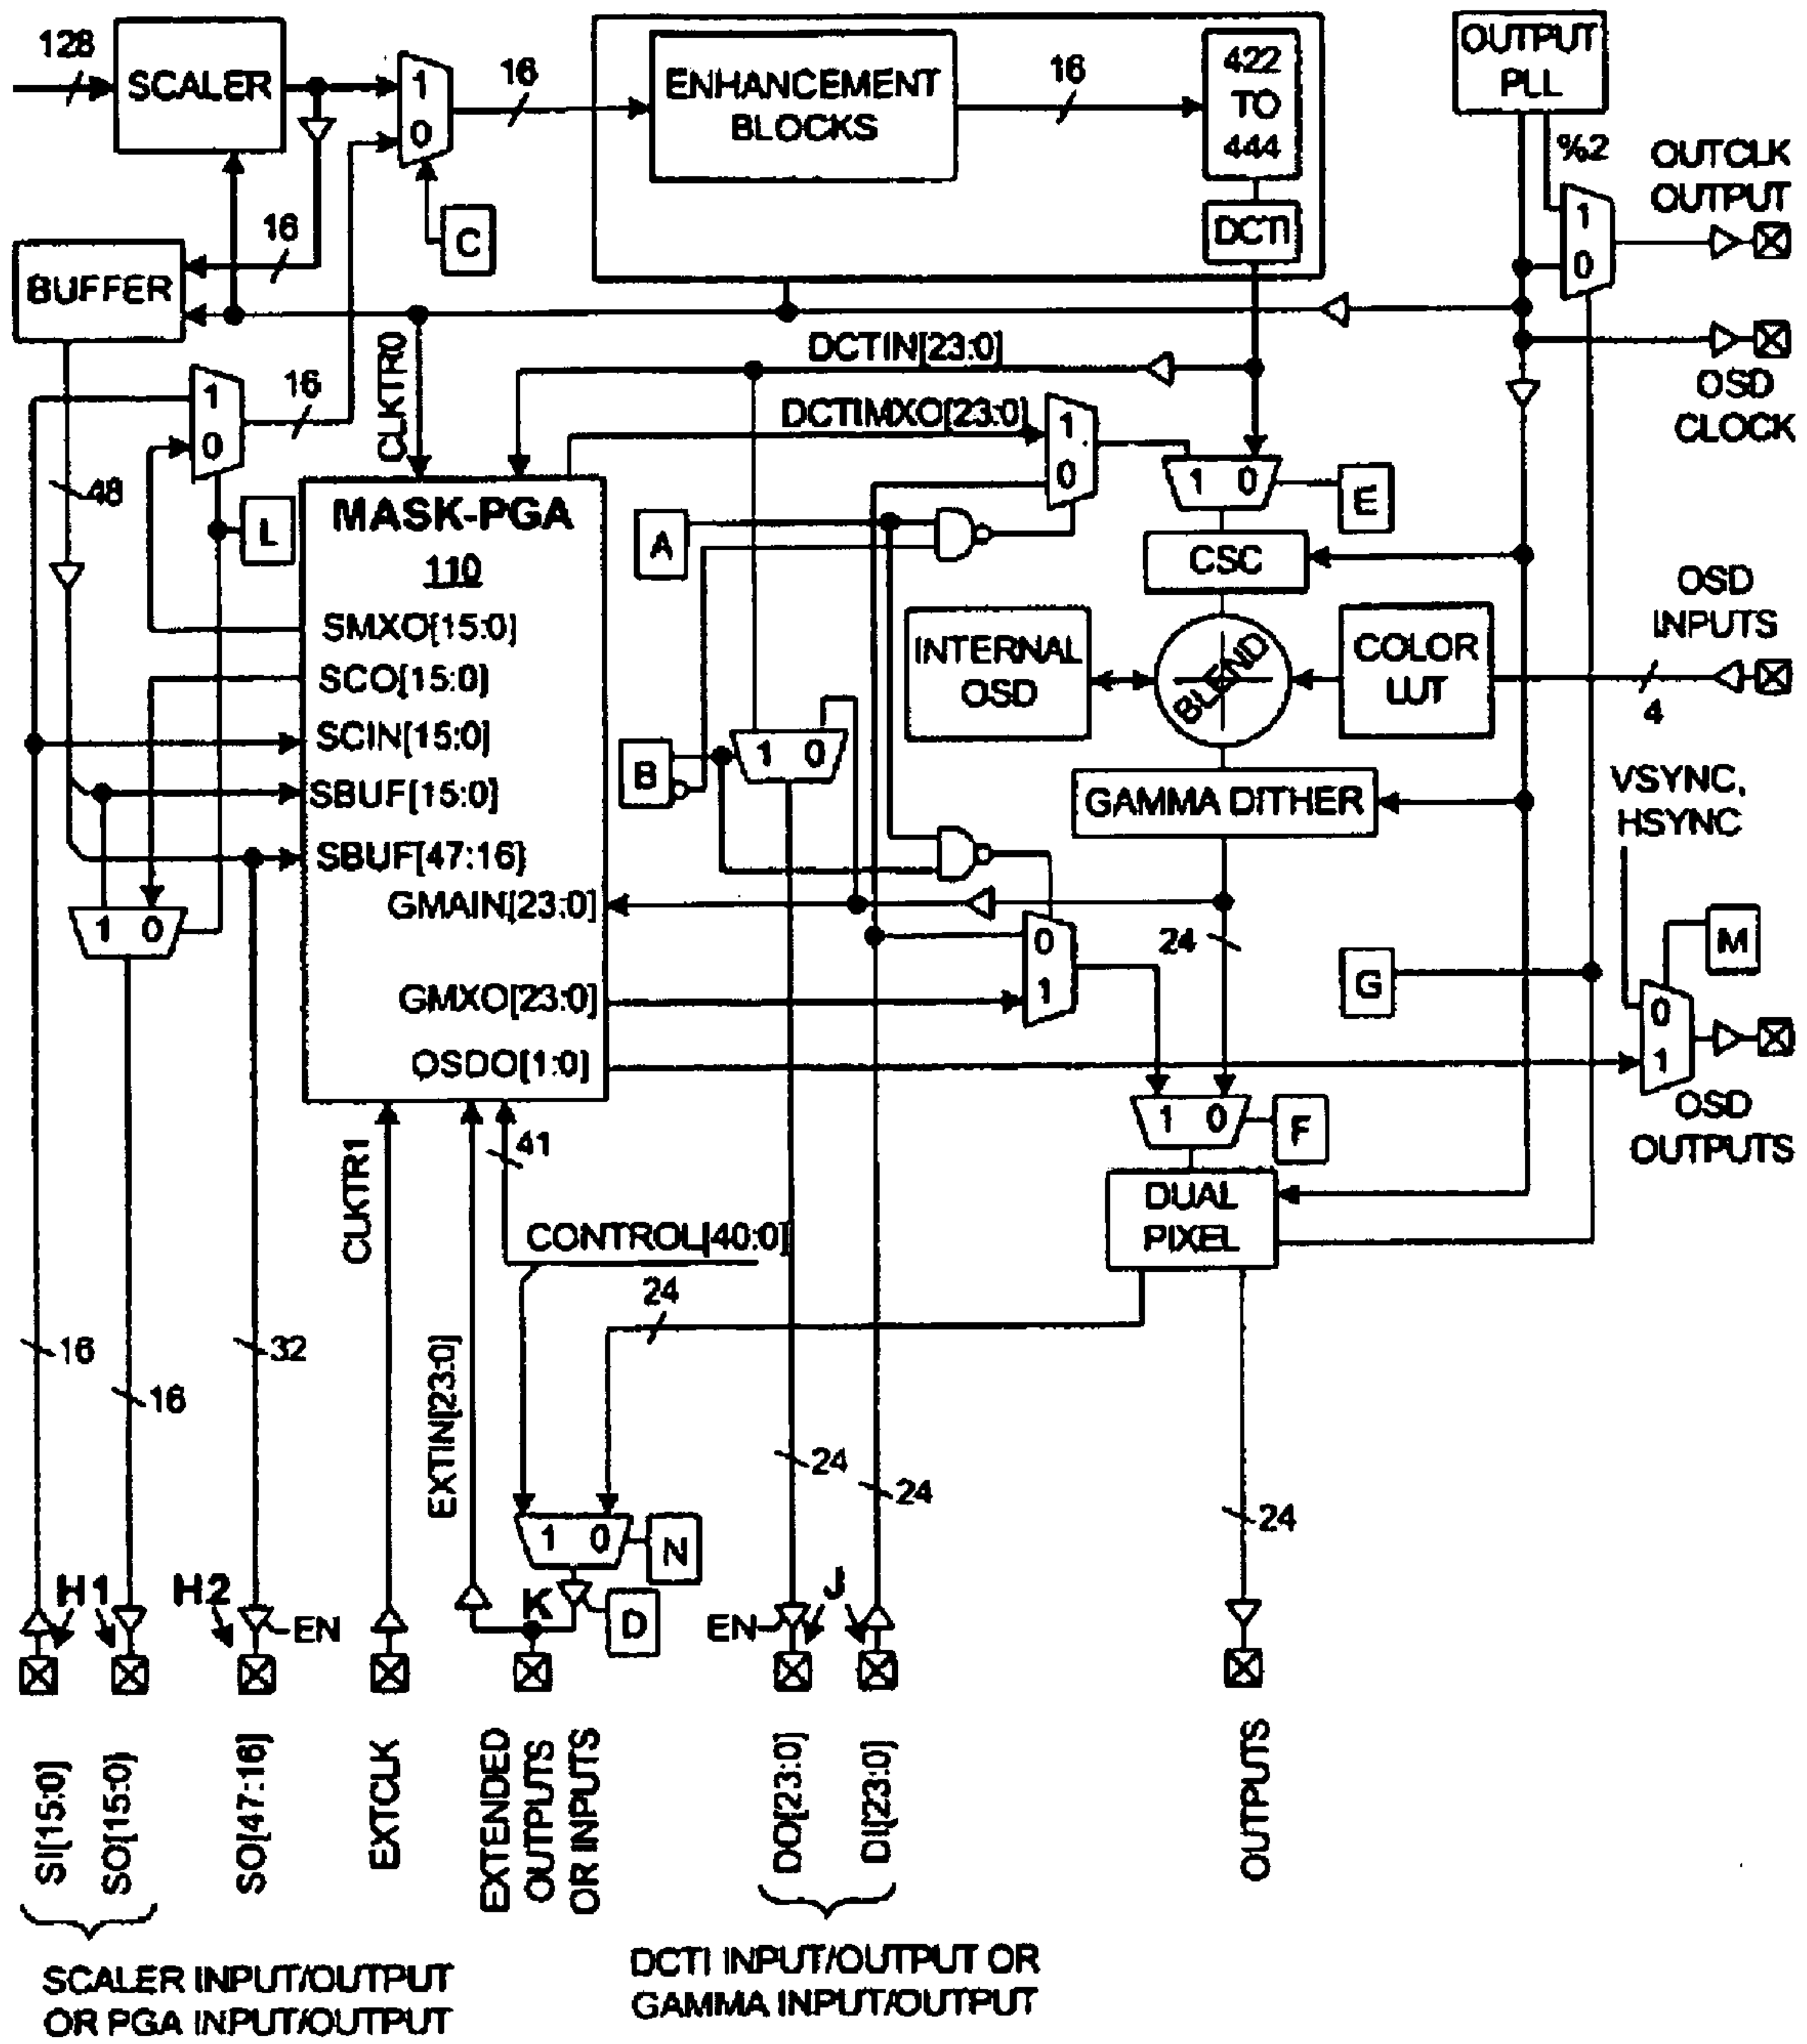 128
SCALER
1
0
16
ENHANCEMENT
BLOCKS
16
422
TO
444
DCTI
OUTPUT
PLL
%2
OUTCLK
OUTPUT
1
0
C
16
BUFFER
OSD
CLOCK
DCTIN[23:0]
CLKTR0
1
0
16
DCTIMXO[23:0]
1
0
1 0
E
48
L
MASK-PGA
110
A
CSC
OSD
INPUTS
SMXO[15:0]
SCO[15:0]
SCIN[15:0]
SBUF[15:0]
SBUF[47:16]
GMAIN[23:0]
GMXO[23:0]
OSDO[1:0]
INTERNAL
OSD
BLEND
COLOR
LUT
4
B
1 0
GAMMA DITHER
VSYNC,
HSYNC
1 0
24
0
1
G
M
0
1
OSD
OUTPUTS
1 0
F
CLKTR1
41
DUAL
PIXEL
CONTROL[40:0]
24
16
32
16
EXTIN[23:0]
24
24
24
1 0
N
H1
H2
EN
K
D
EN
J
SI[15:0]
SO[15:0]
SO[47:16]
EXTCLK
EXTENDED
OUTPUTS
OR INPUTS
DO[23:0]
DI[23:0]
OUTPUTS
SCALER INPUT/OUTPUT
OR PGA INPUT/OUTPUT
DCTI INPUT/OUTPUT OR
GAMMA INPUT/OUTPUT